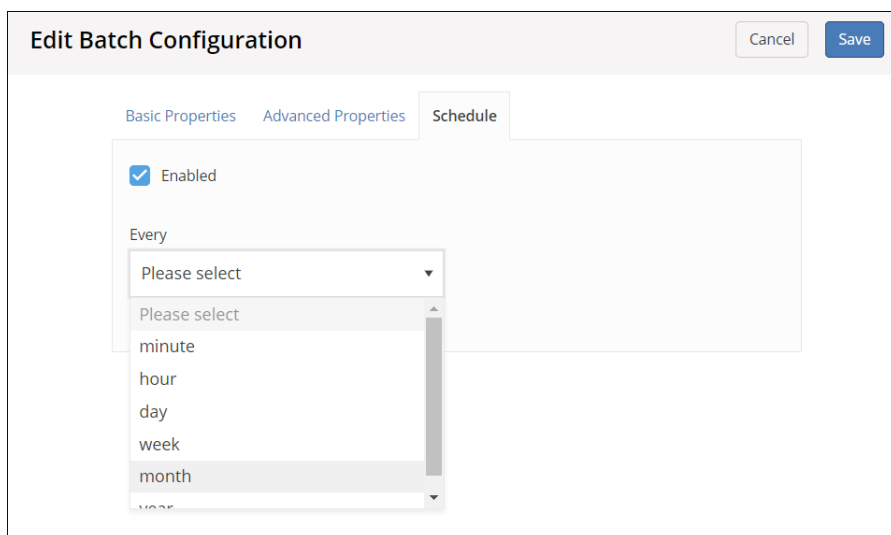 Edit Batch Configuration
Cancel
Save
Basic Properties
Advanced Properties
Schedule
Enabled
Every
Please select
Please select
minute
hour
day
week
month
year